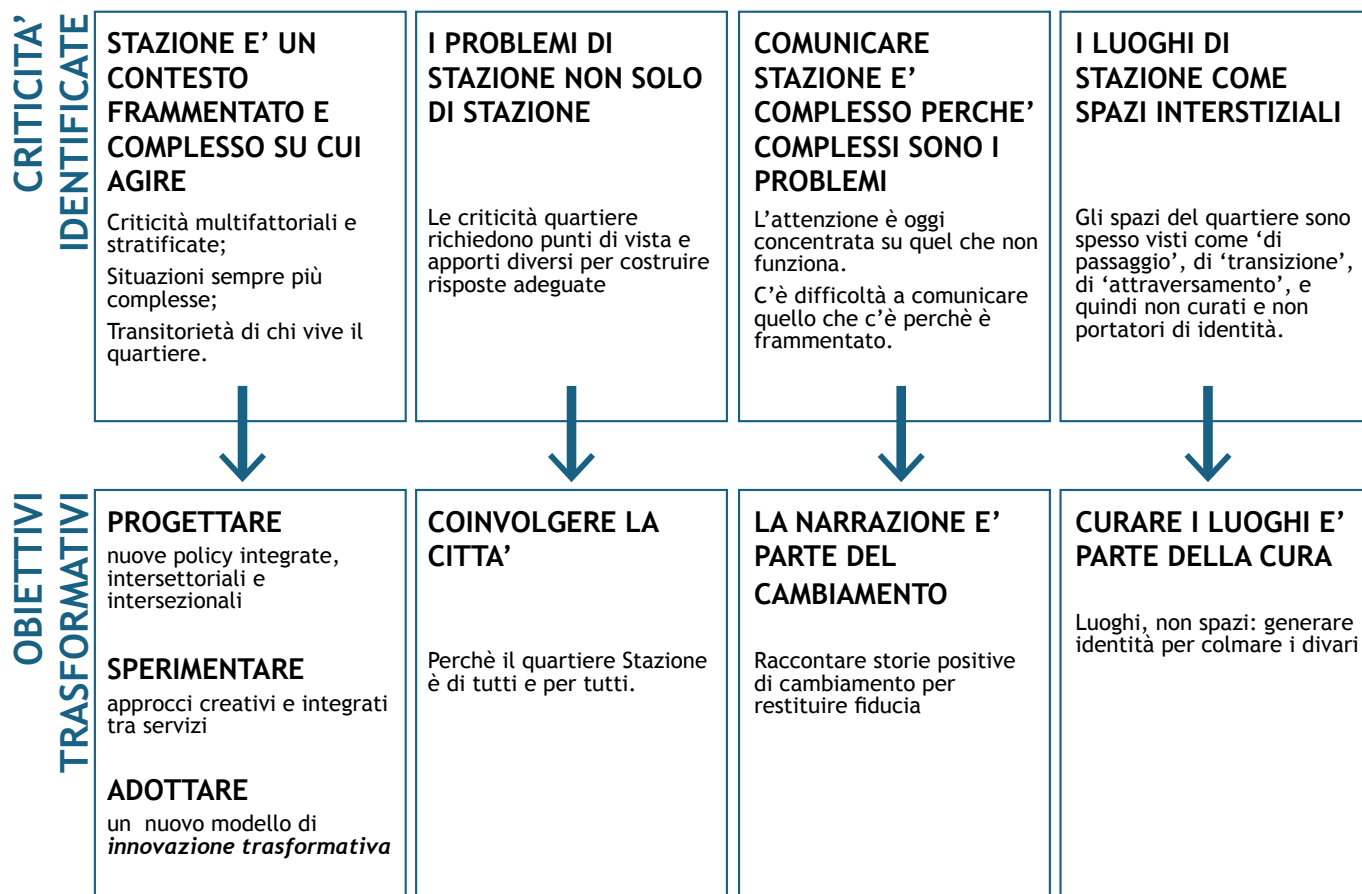 CRITICITA’
IDENTIFICATE
STAZIONE E’ UN
CONTESTO
FRAMMENTATO E
COMPLESSO SU CUI
AGIRE
Criticità multifattoriali e
stratificate;
Situazioni sempre più
complesse;
Transitorietà di chi vive il
quartiere.
I PROBLEMI DI
STAZIONE NON SOLO
DI STAZIONE
Le criticità quartiere
richiedono punti di vista e
apporti diversi per costruire
risposte adeguate
COMUNICARE
STAZIONE E’
COMPLESSO PERCHE’
COMPLESSI SONO I
PROBLEMI
L’attenzione è oggi
concentrata su quel che non
funziona.
C’è difficoltà a comunicare
quello che c’è perchè è
frammentato.
I LUOGHI DI
STAZIONE COME
SPAZI INTERSTIZIALI
Gli spazi del quartiere sono
spesso visti come ‘di
passaggio’, di ‘transizione’,
di ‘attraversamento’, e
quindi non curati e non
portatori di identità.
OBIETTIVI
TRASFORMATIVI
PROGETTARE
nuove policy integrate,
intersettoriali e
intersezionali
SPERIMENTARE
approcci creativi e integrati
tra servizi
ADOTTARE
un nuovo modello di
innovazione trasformativa
COINVOLGERE LA
CITTA’
Perchè il quartiere Stazione
è di tutti e per tutti.
LA NARRAZIONE E’
PARTE DEL
CAMBIAMENTO
Raccontare storie positive
di cambiamento per
restituire fiducia
CURARE I LUOGHI E’
PARTE DELLA CURA
Luoghi, non spazi: generare
identità per colmare i divari